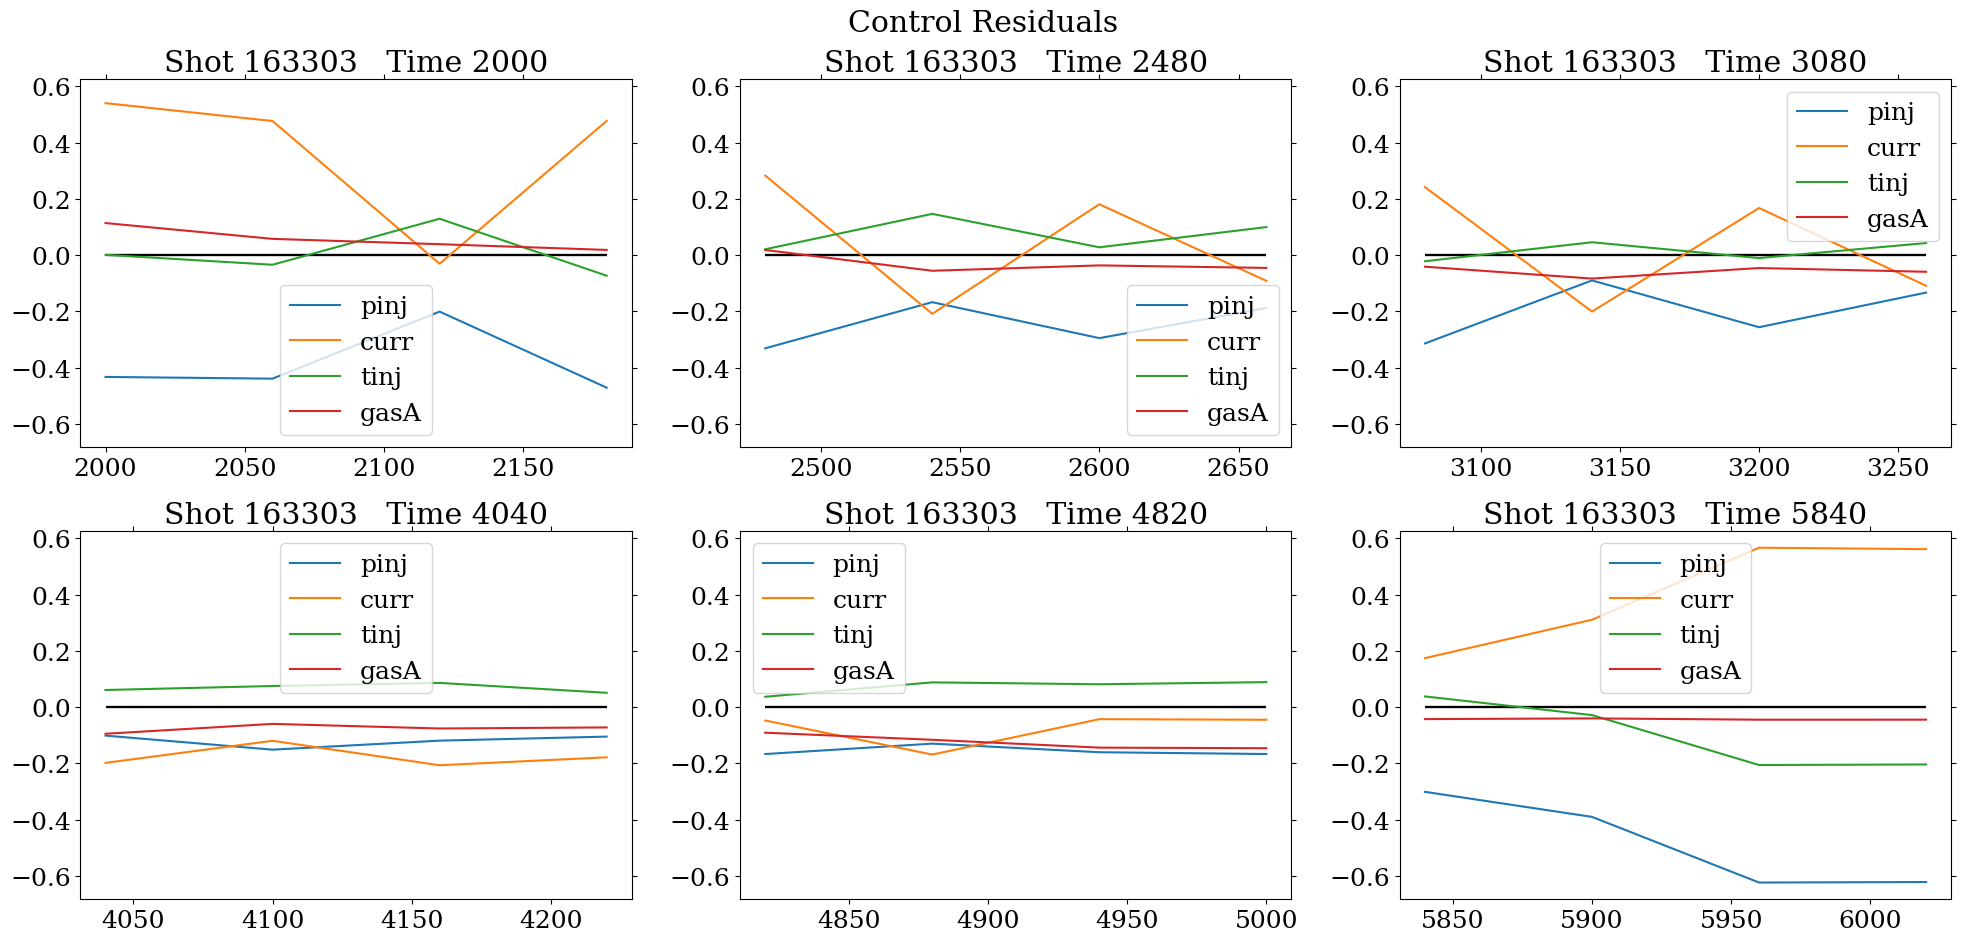 Control Residuals
Shot 163303   Time 2000
0.6
0.4
0.2
0.0
−0.2
−0.4
−0.6
2000
2050
2100
2150
pinj
curr
tinj
gasA
Shot 163303   Time 2480
0.6
0.4
0.2
0.0
−0.2
−0.4
−0.6
2500
2550
2600
2650
pinj
curr
tinj
gasA
Shot 163303   Time 3080
0.6
0.4
0.2
0.0
−0.2
−0.4
−0.6
3100
3150
3200
3250
pinj
curr
tinj
gasA
Shot 163303   Time 4040
0.6
0.4
0.2
0.0
−0.2
−0.4
−0.6
4050
4100
4150
4200
pinj
curr
tinj
gasA
Shot 163303   Time 4820
0.6
0.4
0.2
0.0
−0.2
−0.4
−0.6
4850
4900
4950
5000
pinj
curr
tinj
gasA
Shot 163303   Time 5840
0.6
0.4
0.2
0.0
−0.2
−0.4
−0.6
5850
5900
5950
6000
pinj
curr
tinj
gasA